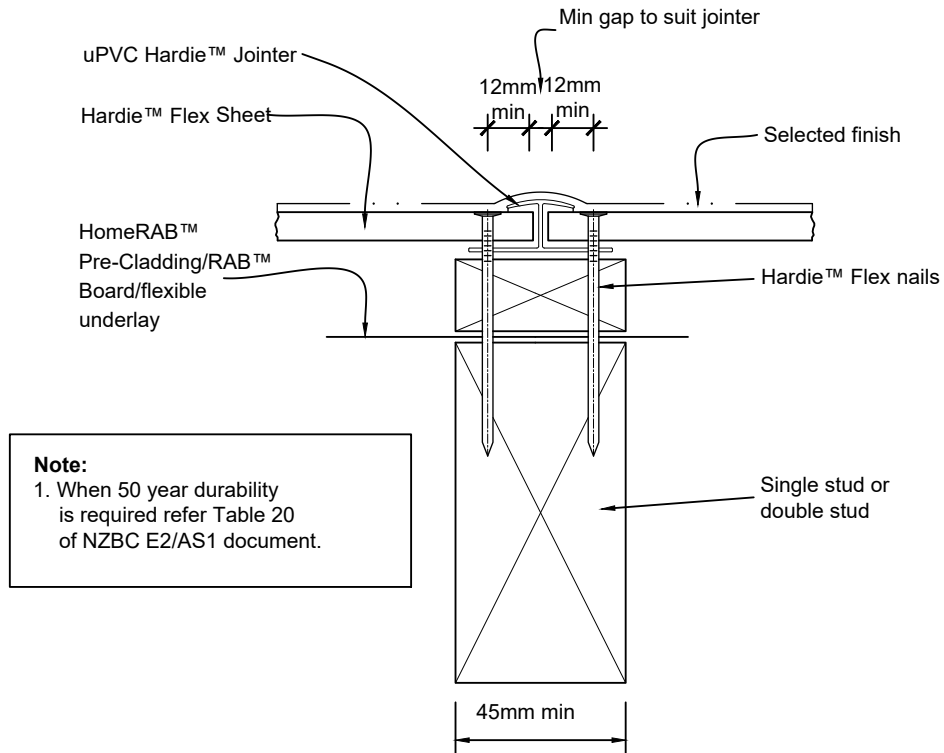 Min gap to suit jointer
uPVC Hardie™ Jointer
12mm
min
12mm
min
Hardie™ Flex Sheet
Selected finish
HomeRAB™
Pre-Cladding/RAB™
Board/flexible
underlay
Hardie™ Flex nails
Note:
1. When 50 year durability
is required refer Table 20
of NZBC E2/AS1 document.
Single stud or
double stud
45mm min